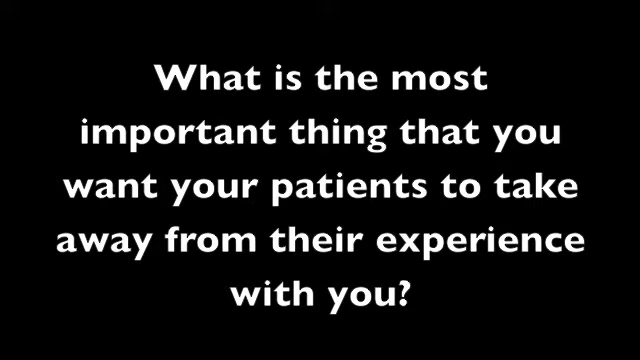 What is the most
important thing that you
want your patients to take
away from their experience
with you?